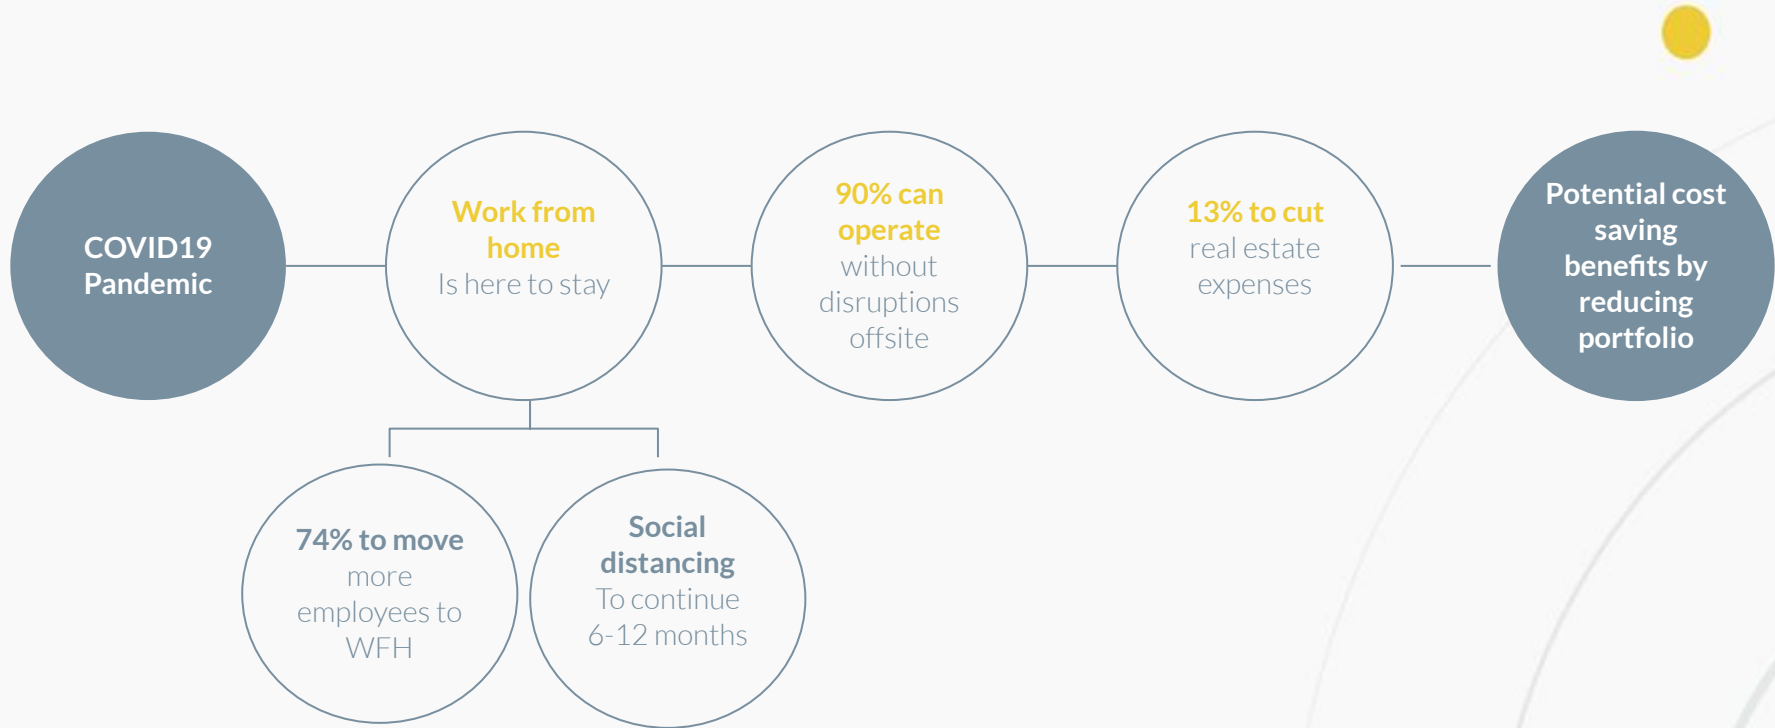 COVID19
Pandemic
Work from
home
Is here to stay
90% can
operate
without
disruptions
offsite
13% to cut
real estate
expenses
Potential cost
saving
benefits by
reducing
portfolio
74% to move
more
employees to
WFH
Social
distancing
To continue
6-12 months